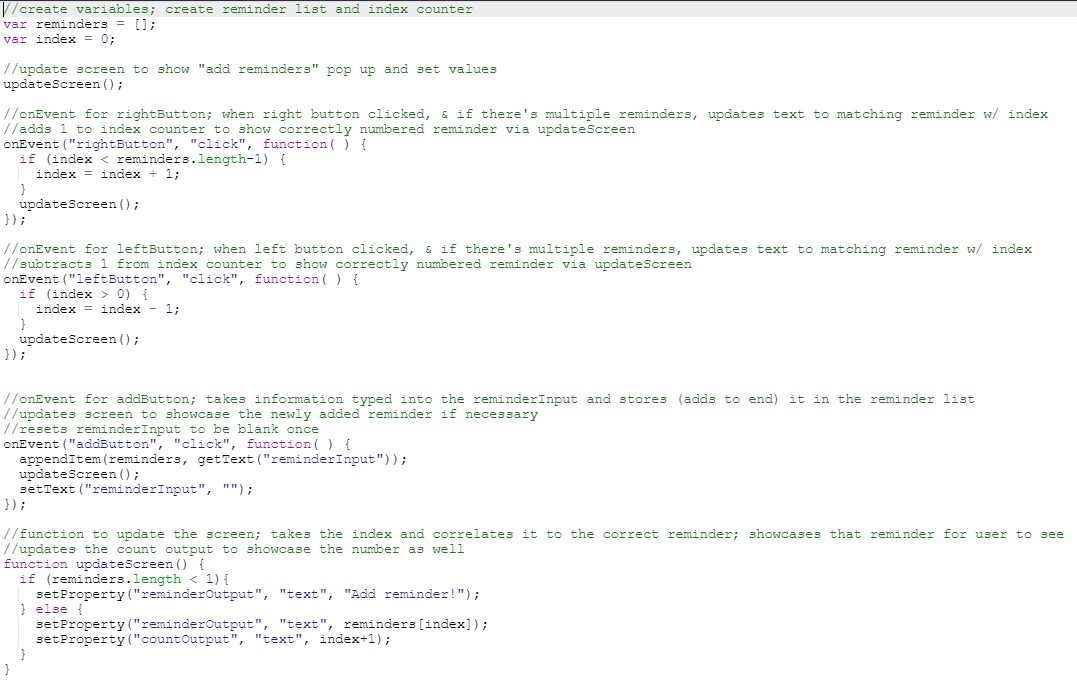 //create variables; create reminder list and index counter
var reminders = [];
var index = 0;

//update screen to show "add reminders" pop up and set values
updateScreen();

//onEvent for rightButton; when right button clicked, & if there's multiple reminders, updates text to matching reminder w/ index
//adds 1 to index counter to show correctly numbered reminder via updateScreen
onEvent("rightButton", "click", function( ) {
  if (index < reminders.length-1) {
    index = index + 1;
  }
  updateScreen();
});

//onEvent for leftButton; when left button clicked, & if there's multiple reminders, updates text to matching reminder w/ index
//subtracts 1 from index counter to show correctly numbered reminder via updateScreen
onEvent("leftButton", "click", function( ) {
  if (index > 0) {
    index = index - 1;
  }
  updateScreen();
});


//onEvent for addButton; takes information typed into the reminderInput and stores (adds to end) it in the reminder list
//updates screen to showcase the newly added reminder if necessary
//resets reminderInput to be blank once
onEvent("addButton", "click", function( ) {
  appendItem(reminders, getText("reminderInput"));
  updateScreen();
  setText("reminderInput", "");
});

//function to update the screen; takes the index and correlates it to the correct reminder; showcases that reminder for user to see
//updates the count output to showcase the number as well
function updateScreen() {
  if (reminders.length < 1){
    setProperty("reminderOutput", "text", "Add reminder!");
  } else {
    setProperty("reminderOutput", "text", reminders[index]);
    setProperty("countOutput", "text", index+1);
  }
}